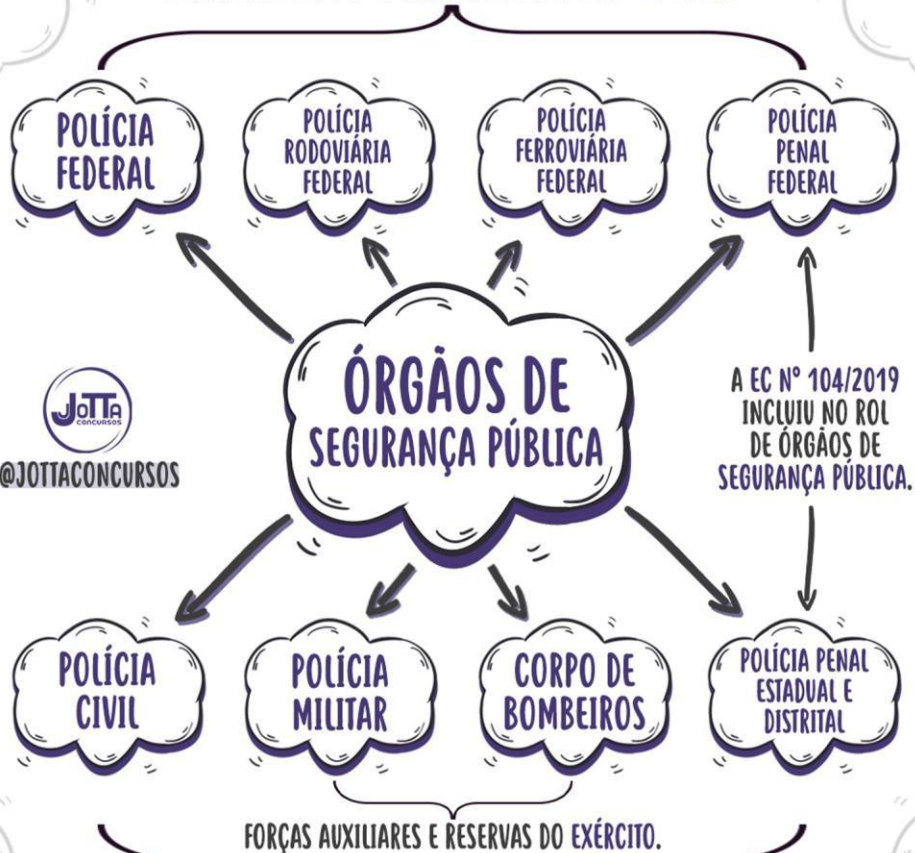 POLÍCIA
FEDERAL
POLÍCIA
RODOVIÁRIA
FEDERAL
POLÍCIA
FERROVIÁRIA
FEDERAL
POLÍCIA
PENAL
FEDERAL
ÓRGÃOS DE
SEGURANÇA PÚBLICA
JOTTA
CONCURSOS
@JOTTACONCURSOS
A EC Nº 104/2019
INCLUIU NO ROL
DE ÓRGÃOS DE
SEGURANÇA PÚBLICA.
POLÍCIA
CIVIL
POLÍCIA
MILITAR
CORPO DE
BOMBEIROS
POLÍCIA PENAL
ESTADUAL E
DISTRITAL
FORÇAS AUXILIARES E RESERVAS DO EXÉRCITO.